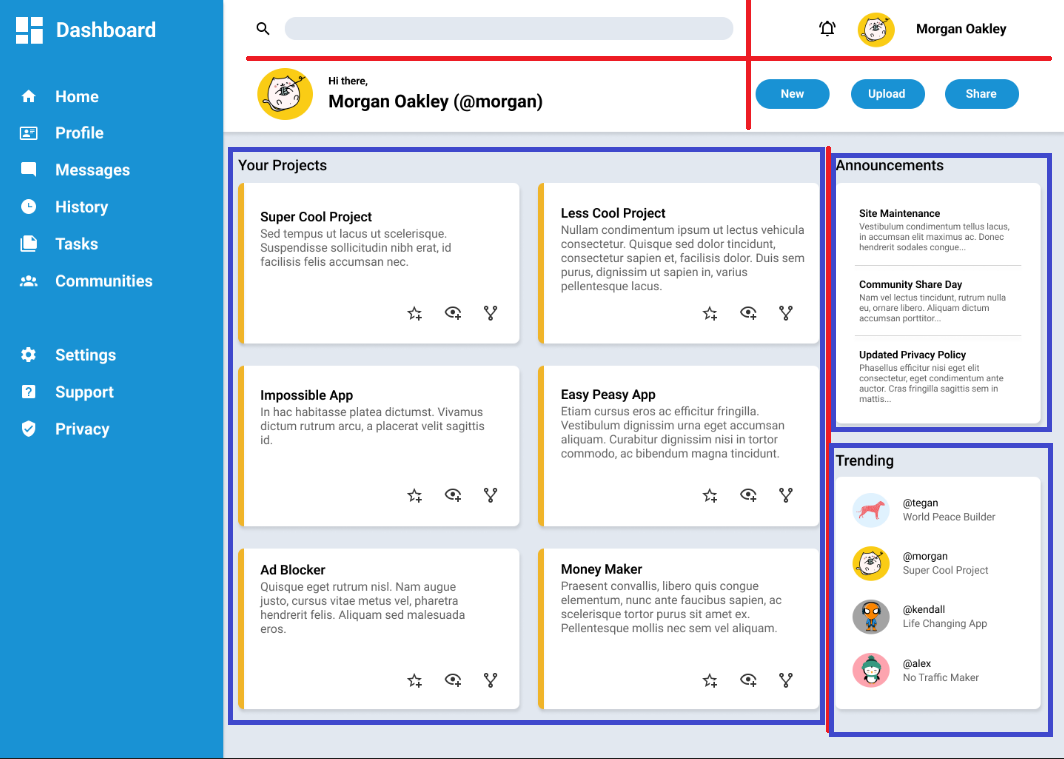 Dashboard
Home
Profile
Messages
History
Tasks
Communities
Settings
Support
Privacy
Morgan Oakley
Hi there,
Morgan Oakley (@morgan)
New
Upload
Share
Your Projects
Super Cool Project
Sed tempus ut lacus ut scelerisque.
Suspendisse sollicitudin nibh erat, id
facilisis felis accumsan nec.
Less Cool Project
Nullam condimentum ipsum ut lectus vehicula
consectetur. Quisque sed dolor tincidunt,
consectetur sapien et, facilisis dolor. Duis sem
purus, dignissim ut sapien in, varius
pellentesque lacus.
Impossible App
In hac habitasse platea dictumst. Vivamus
dictum rutrum arcu, a placerat velit sagittis
id.
Easy Peasy App
Etiam cursus eros ac efficitur fringilla.
Vestibulum dignissim urna eget accumsan
aliquam. Curabitur dignissim nisi in tortor
commodo, ac bibendum magna tincidunt.
Ad Blocker
Quisque eget rutrum nisl. Nam augue
justo, cursus vitae metus vel, pharetra
hendrerit felis. Aliquam sed malesuada
eros.
Money Maker
Praesent convallis, libero quis congue
elementum, nunc ante faucibus sapien, ac
scelerisque tortor purus sit amet ex.
Pellentesque mollis nec sem vel aliquam.
Announcements
Site Maintenance
Vestibulum condimentum tellus lacus,
in accumsan elit maximus ac. Donec
hendrerit sodales congue...
Community Share Day
Nam vel lectus tincidunt, rutrum nulla
eu, ornare libero. Aliquam dictum
accumsan porttitor...
Updated Privacy Policy
Phasellus efficitur nisi eget elit
consectetur, eget condimentum ante
auctor. Cras fringilla sagittis sem in
mattis...
Trending
@tegan
World Peace Builder
@morgan
Super Cool Project
@kendall
Life Changing App
@alex
No Traffic Maker